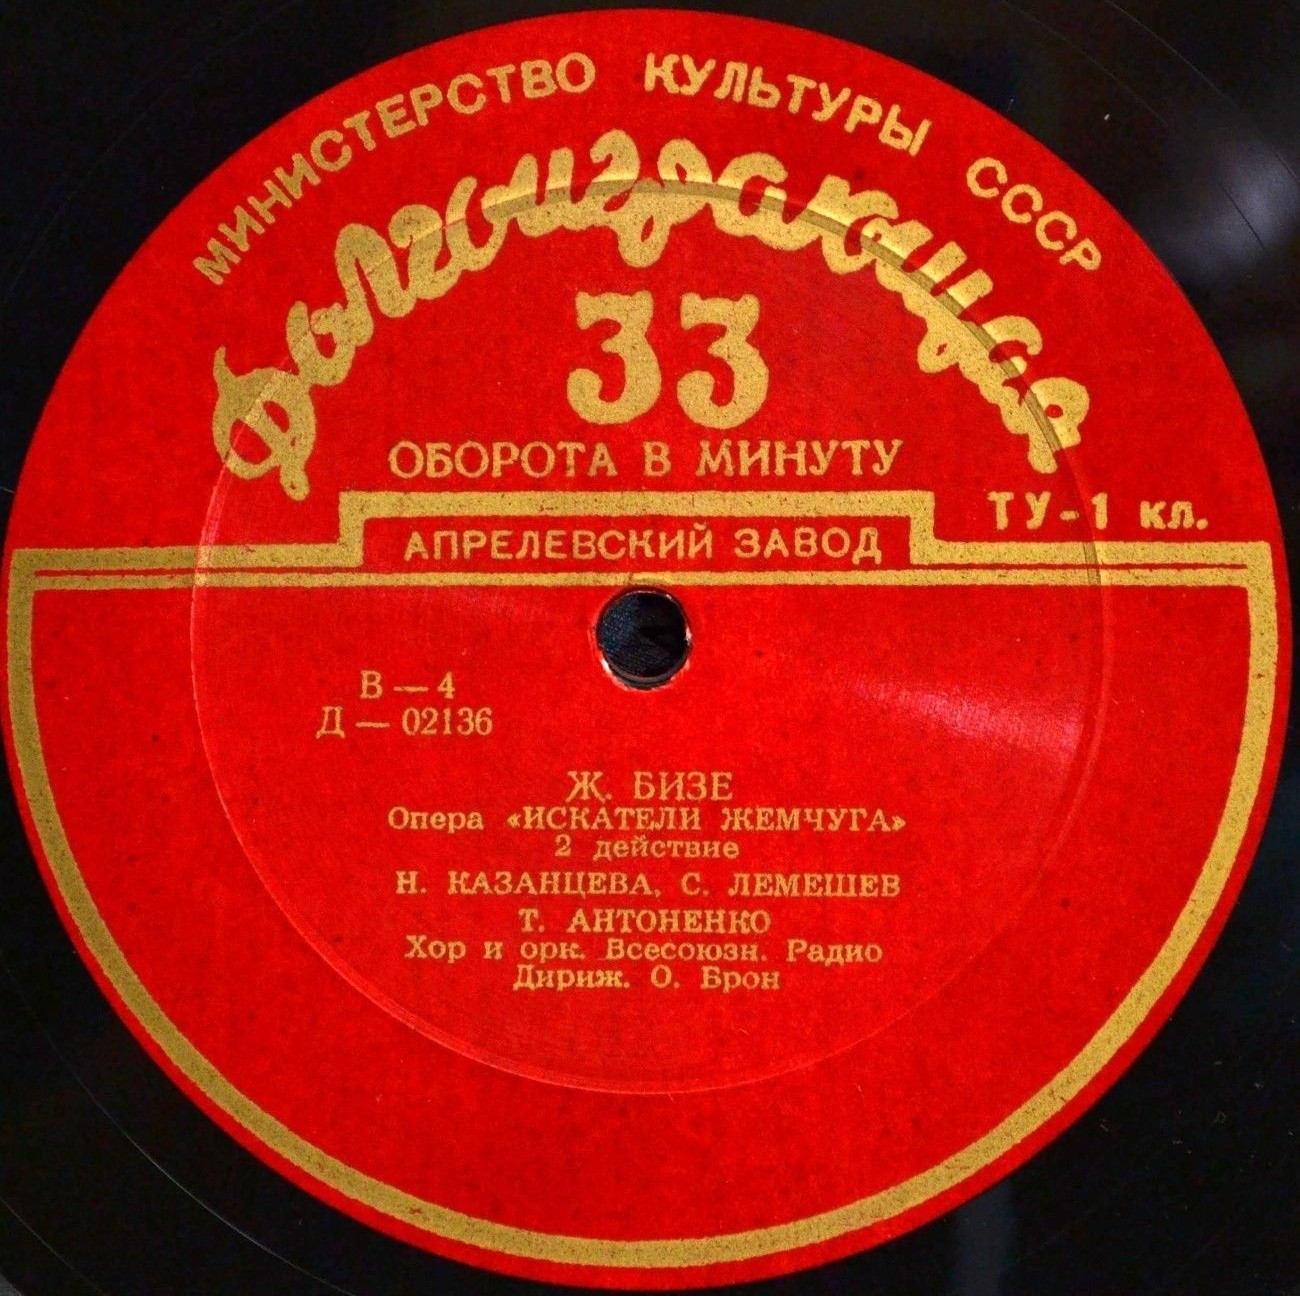 МИНИСТЕРСТВО КУЛЬТУРЫ СССР
Долгоиграющая
33
ОБОРОТА В МИНУТУ
ТУ-1 кл.
АПРЕЛЕВСКИЙ ЗАВОД
В — 4
Д — 02136
Ж. БИЗЕ
Опера «ИСКАТЕЛИ ЖЕМЧУГА»
2 действие
Н. КАЗАНЦЕВА, С. ЛЕМЕШЕВ
Т. АНТОНЕНКО
Хор и орк. Всесоюзн. Радио
Дириж. О. Брон